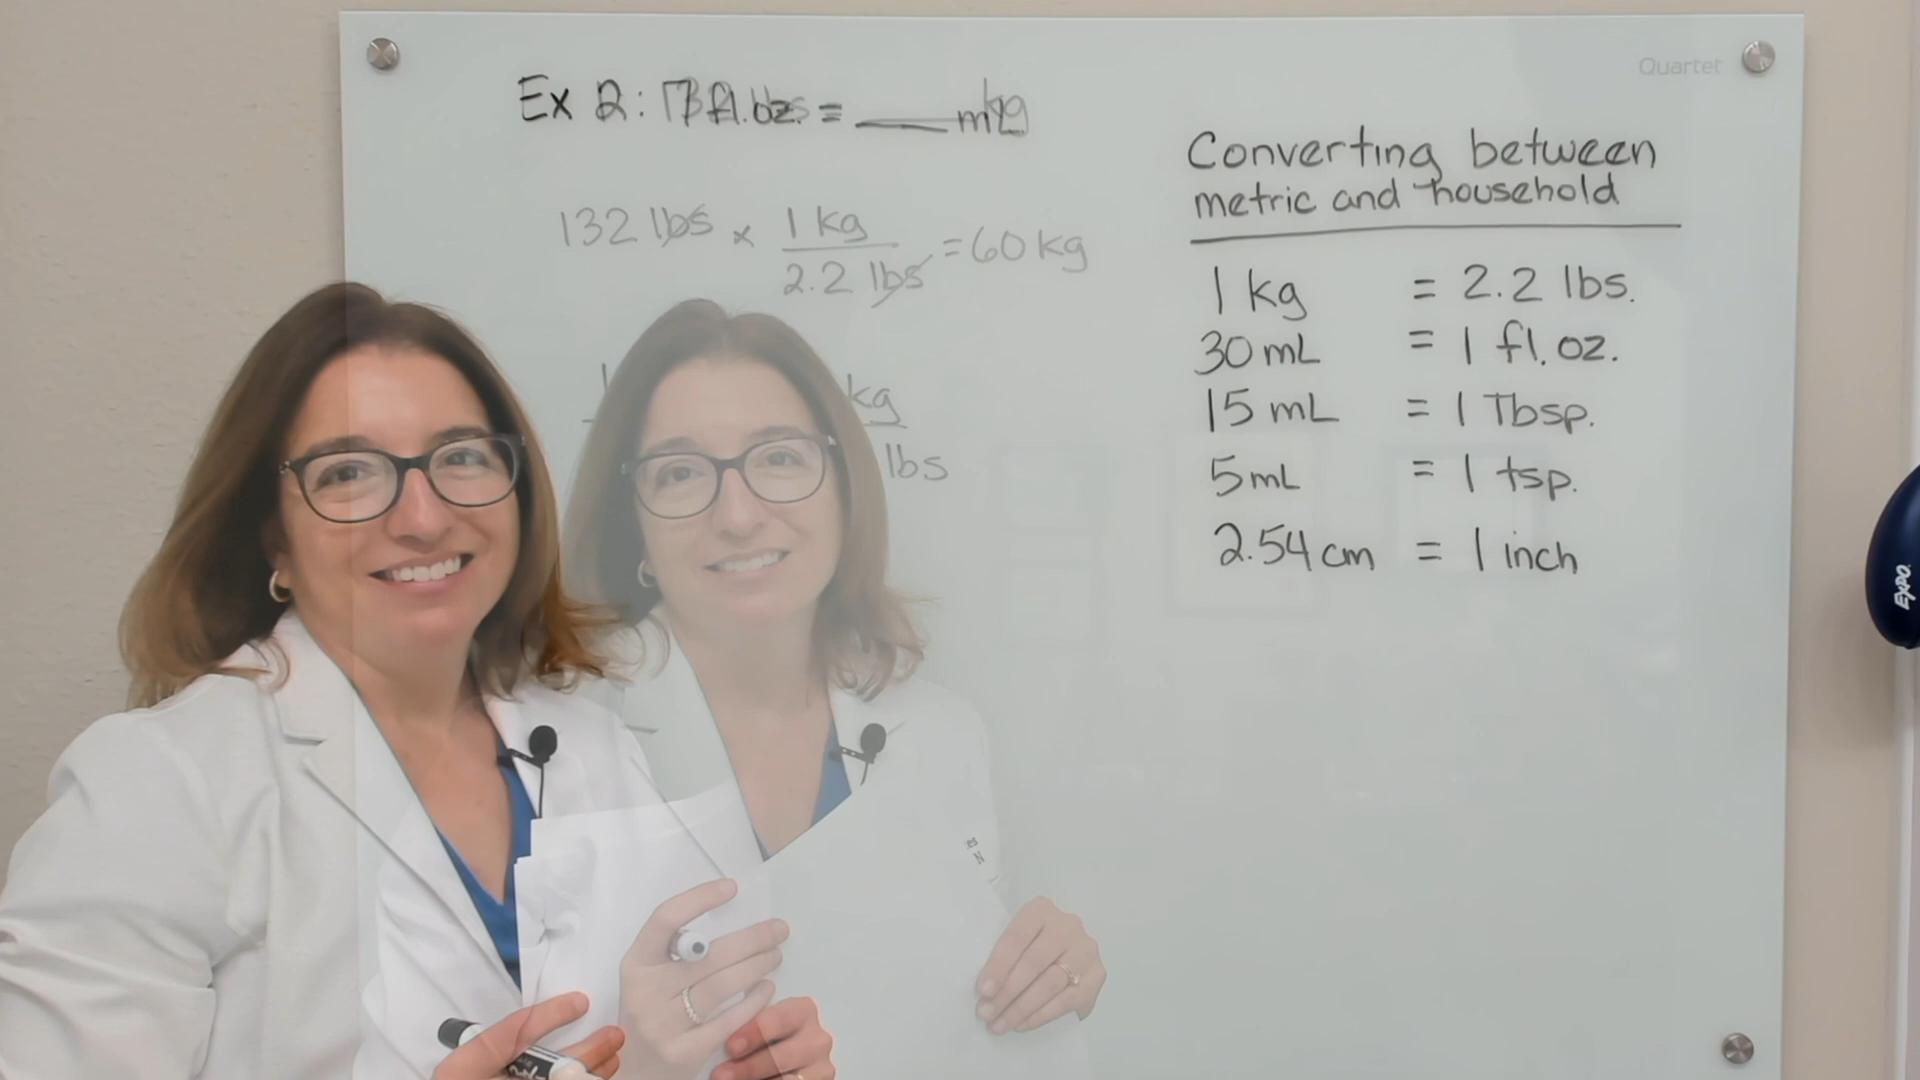 Quartet
Ex 2: fl.oz. = ___ mL
132 lbs × 1 kg / 2.2 lbs = 60 kg
kg
lbs
Converting between
metric and household
1 kg = 2.2 lbs.
30 mL = 1 fl. oz.
15 mL = 1 Tbsp.
5 mL = 1 tsp.
2.54 cm = 1 inch
EXPO